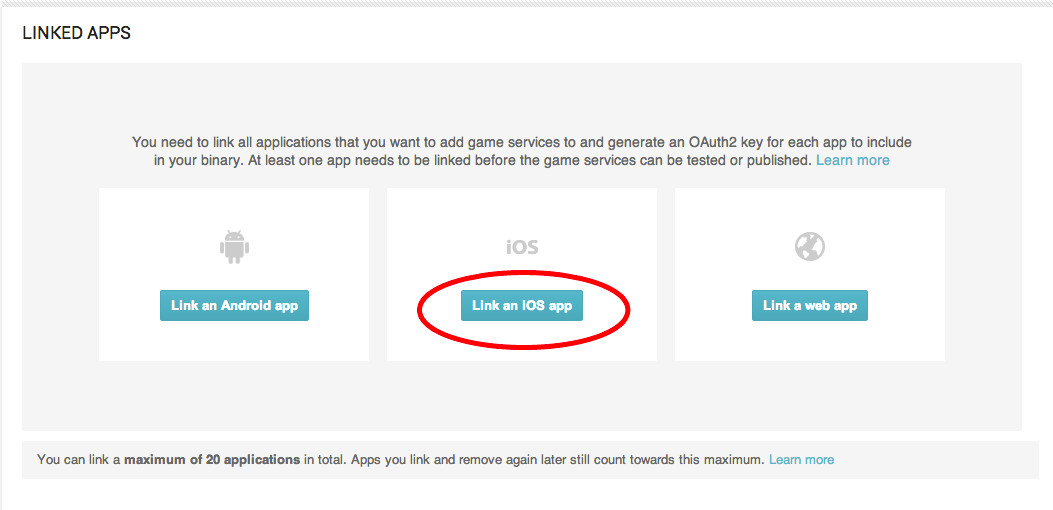 LINKED APPS
You need to link all applications that you want to add game services to and generate an OAuth2 key for each app to include
in your binary. At least one app needs to be linked before the game services can be tested or published. Learn more
iOS
Link an Android app
Link an iOS app
Link a web app
You can link a maximum of 20 applications in total. Apps you link and remove again later still count towards this maximum. Learn more